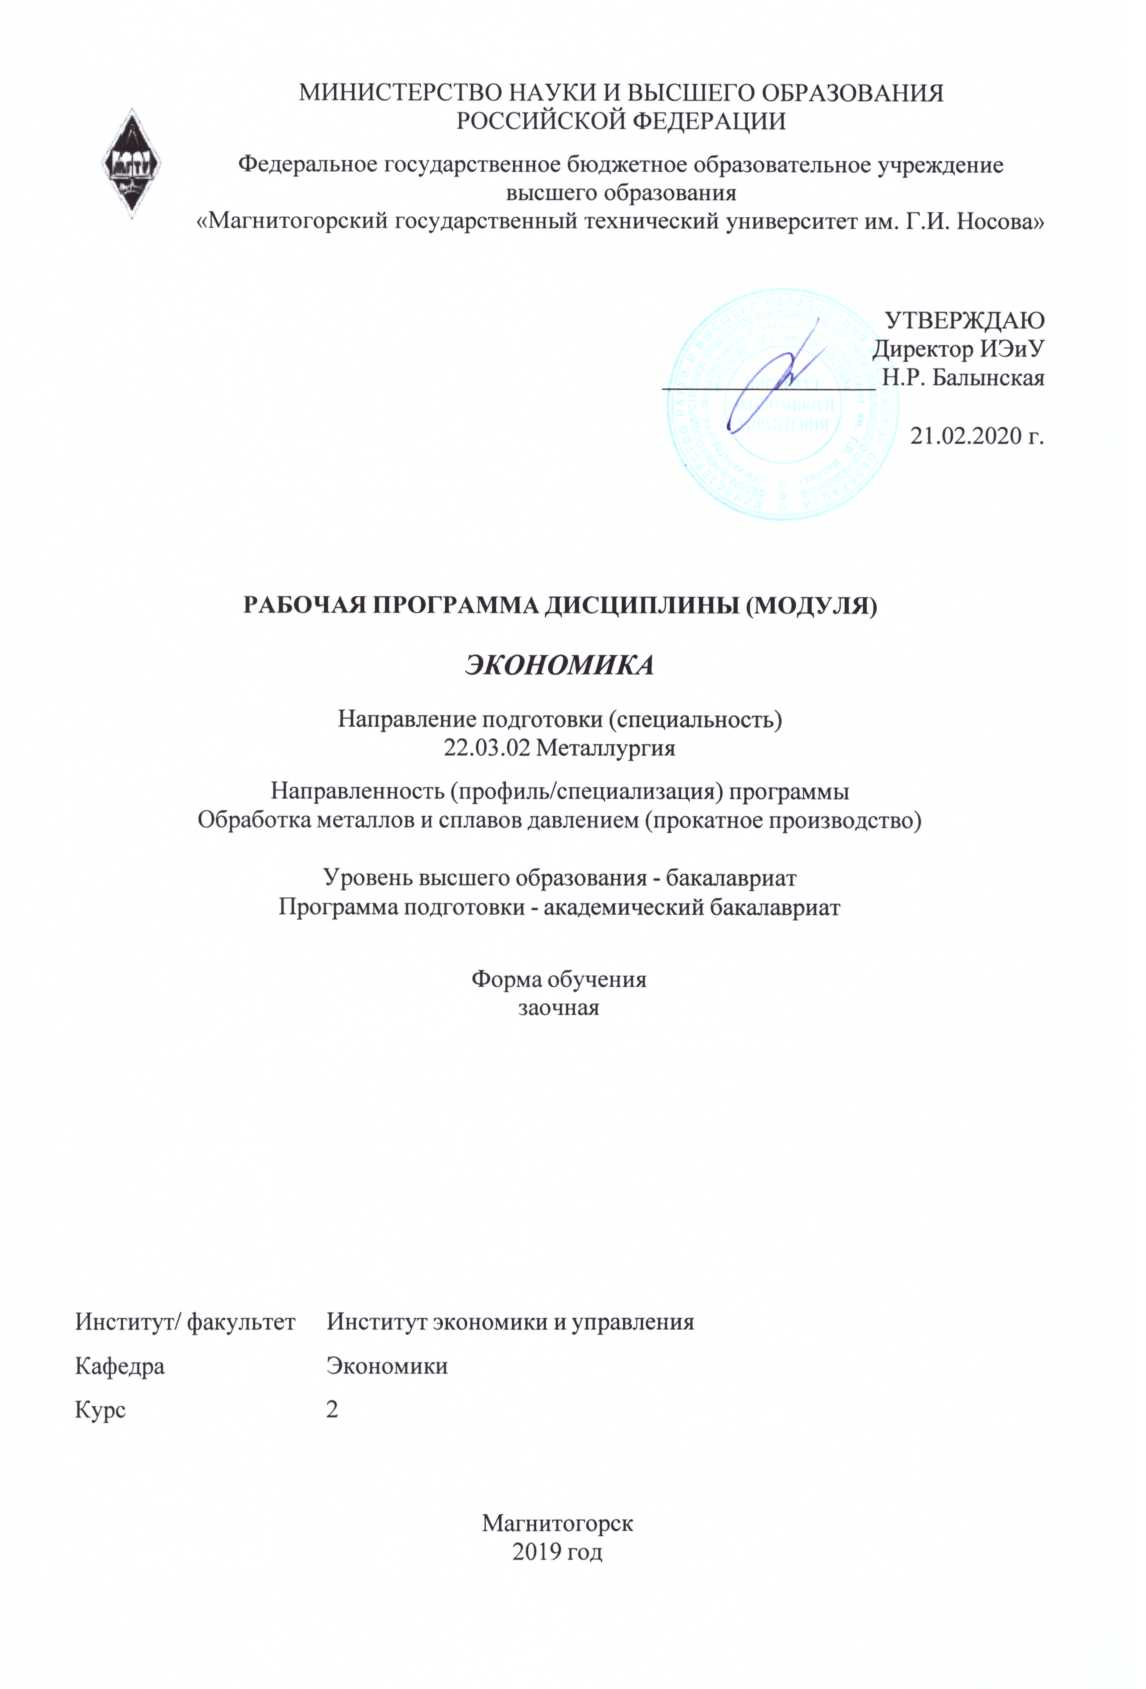 МИНИСТЕРСТВО НАУКИ И ВЫСШЕГО ОБРАЗОВАНИЯ
РОССИЙСКОЙ ФЕДЕРАЦИИ
Федеральное государственное бюджетное образовательное учреждение
высшего образования
«Магнитогорский государственный технический университет им. Г.И. Носова»
УТВЕРЖДАЮ
Директор ИЭиУ
Н.Р. Балынская
21.02.2020 г.
РАБОЧАЯ ПРОГРАММА ДИСЦИПЛИНЫ (МОДУЛЯ)
ЭКОНОМИКА
Направление подготовки (специальность)
22.03.02 Металлургия
Направленность (профиль/специализация) программы
Обработка металлов и сплавов давлением (прокатное производство)
Уровень высшего образования - бакалавриат
Программа подготовки - академический бакалавриат
Форма обучения
заочная
Институт/ факультет Институт экономики и управления
Кафедра Экономики
Курс 2
Магнитогорск
2019 год